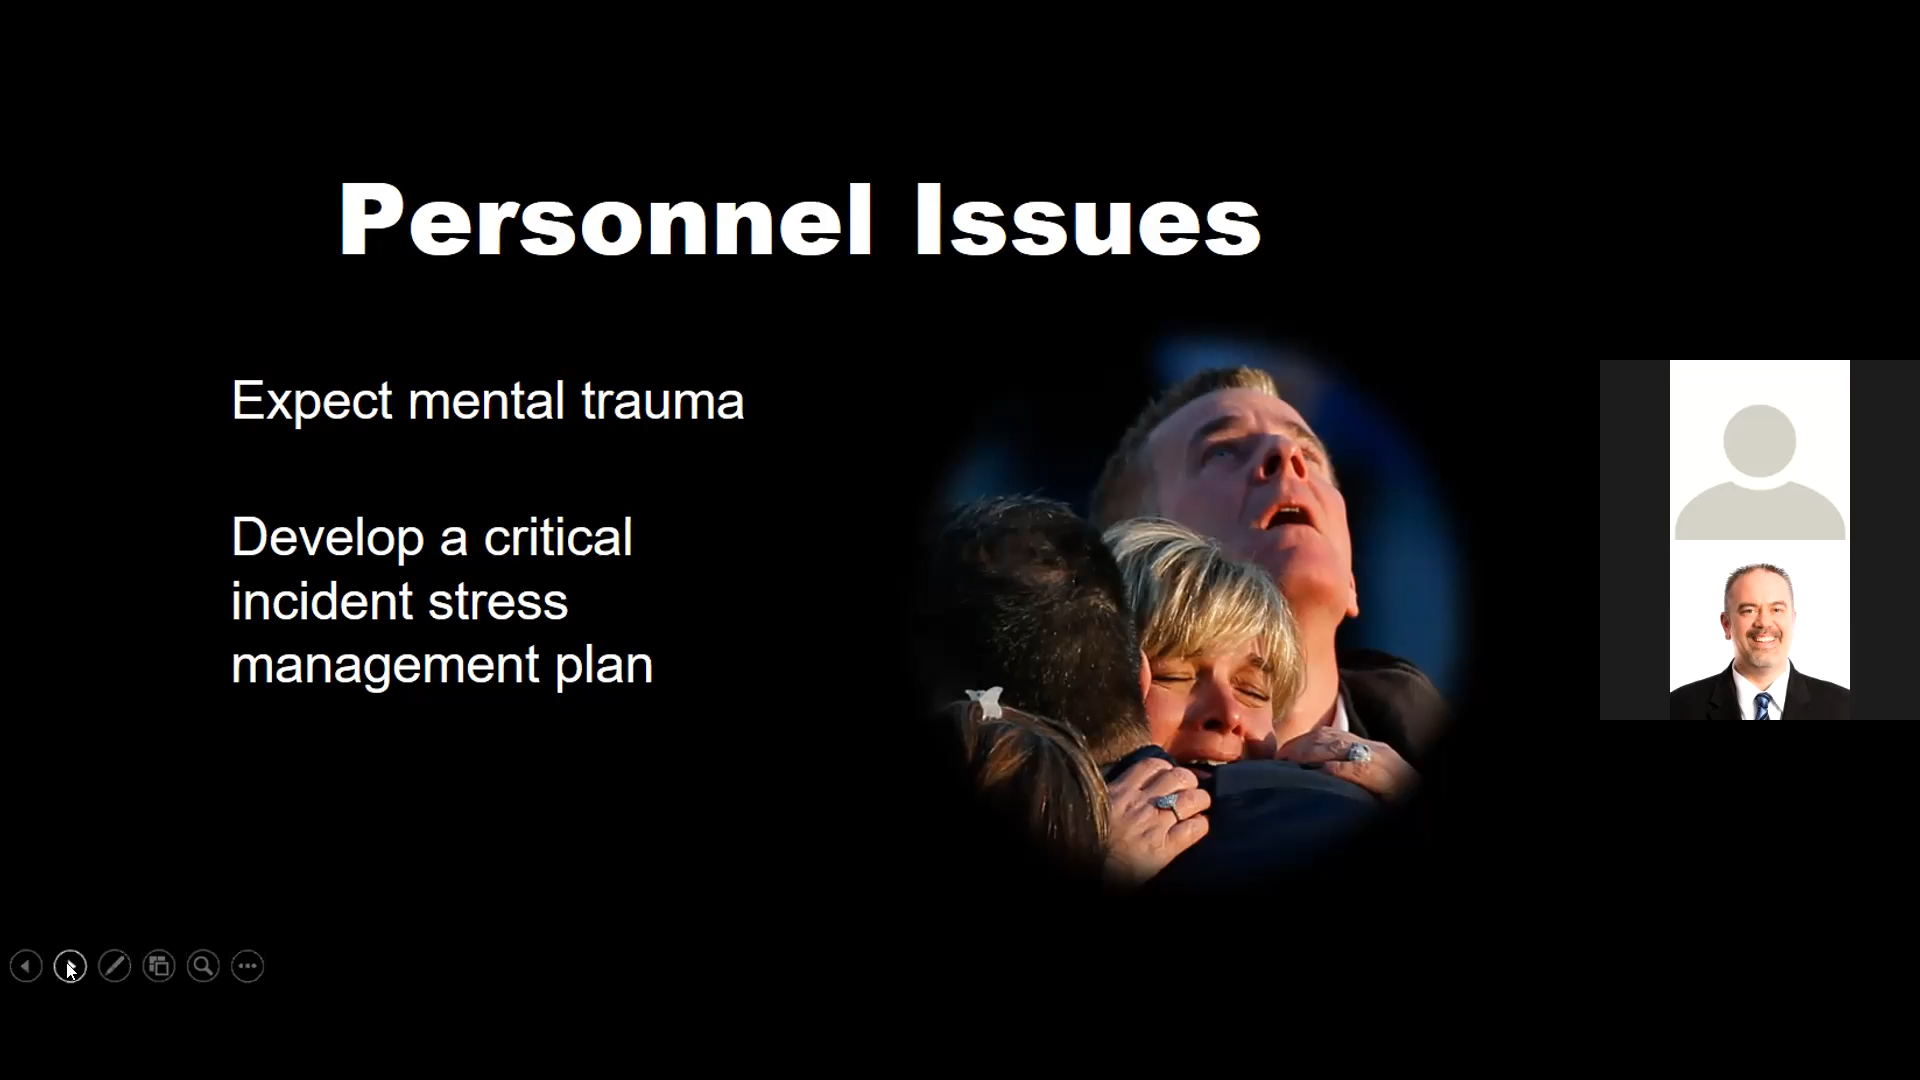 Personnel Issues
Expect mental trauma
Develop a critical
incident stress
management plan